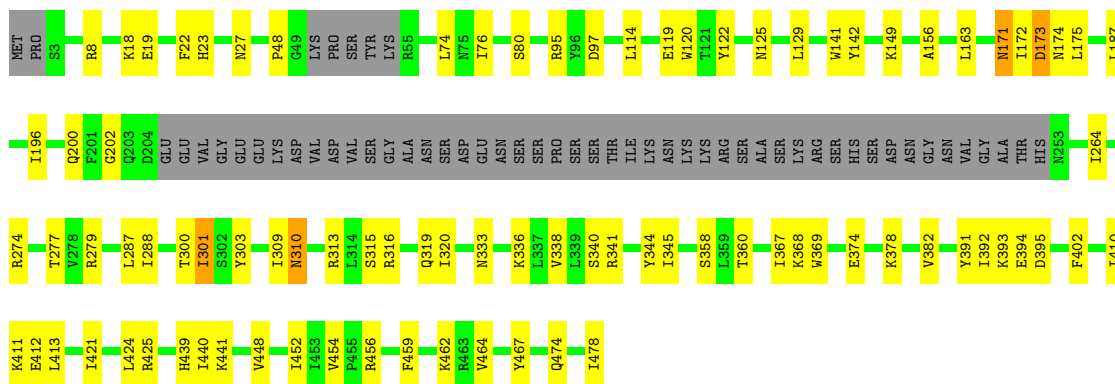 MET PRO S3 R8 K18 E19 F22 H23 N27 P48 G49 LYS PRO SER TYR LYS R55 L74 N75 I76 S80 R95 Y96 D97 L114 E119 W120 T121 Y122 N125 L129 W141 Y142 K149 A156 L163 N171 I172 D173 N174 L175 L187
I196 Q200 F201 G202 Q203 D204 GLU GLU VAL GLY GLU GLU LYS ASP VAL ASP VAL SER GLY ALA ASN SER ASP GLU ASN SER SER PRO SER SER THR ILE LYS ASN LYS LYS ARG SER ALA SER LYS ARG SER HIS SER ASP ASN GLY ASN VAL GLY ALA THR HIS N253 I264
R274 T277 V278 R279 L287 I288 T300 I301 S302 Y303 I309 N310 R313 L314 S315 R316 Q319 I320 N333 K336 L337 V338 L339 S340 R341 Y344 I345 S358 L359 T360 I367 K368 W369 E374 K378 V382 Y391 I392 K393 E394 D395 F402 I410
K411 E412 L413 I421 L424 R425 H439 I440 K441 V448 I452 I453 V454 P455 R456 F459 K462 R463 V464 Y467 Q474 I478